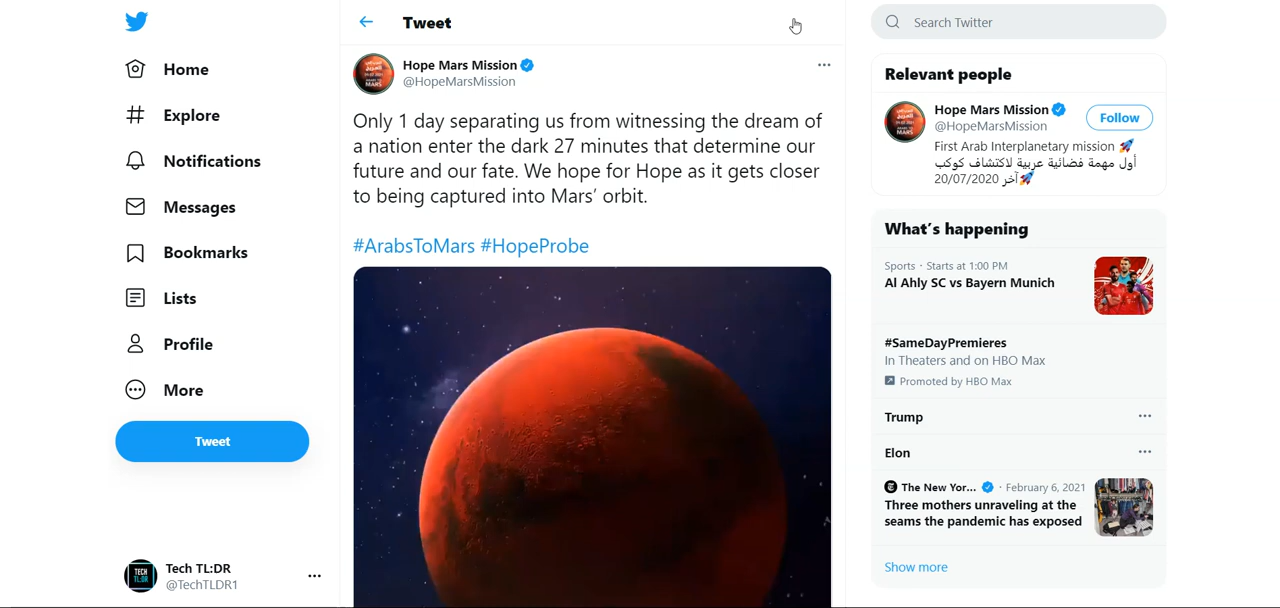 Home
Explore
Notifications
Messages
Bookmarks
Lists
Profile
More
Tweet
Tech TL:DR
@TechTLDR1
TECH
TL:DR
Tweet
Hope Mars Mission
@HopeMarsMission
Only 1 day separating us from witnessing the dream of
a nation enter the dark 27 minutes that determine our
future and our fate. We hope for Hope as it gets closer
to being captured into Mars’ orbit.
#ArabsToMars #HopeProbe
Search Twitter
Relevant people
Hope Mars Mission
@HopeMarsMission
Follow
First Arab Interplanetary mission 🚀
أول مهمة فضائية عربية لاكتشاف كوكب
آخر 20/07/2020🚀
What’s happening
Sports · Starts at 1:00 PM
Al Ahly SC vs Bayern Munich
#SameDayPremieres
In Theaters and on HBO Max
Promoted by HBO Max
Trump
Elon
The New Yor... · February 6, 2021
Three mothers unraveling at the
seams the pandemic has exposed
Show more